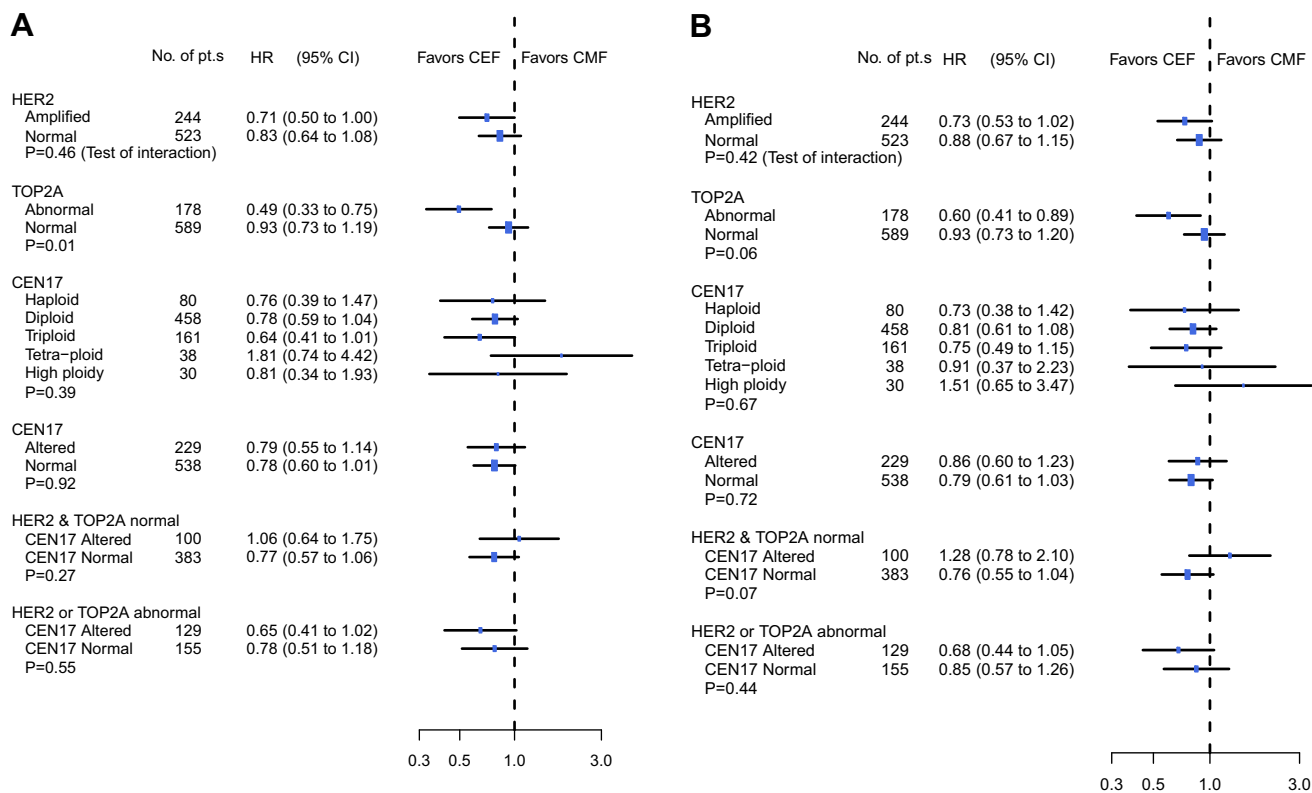 A
No. of pt.s HR (95% CI) Favors CEF Favors CMF
HER2
Amplified 244 0.71 (0.50 to 1.00)
Normal 523 0.83 (0.64 to 1.08)
P=0.46 (Test of interaction)
TOP2A
Abnormal 178 0.49 (0.33 to 0.75)
Normal 589 0.93 (0.73 to 1.19)
P=0.01
CEN17
Haploid 80 0.76 (0.39 to 1.47)
Diploid 458 0.78 (0.59 to 1.04)
Triploid 161 0.64 (0.41 to 1.01)
Tetra−ploid 38 1.81 (0.74 to 4.42)
High ploidy 30 0.81 (0.34 to 1.93)
P=0.39
CEN17
Altered 229 0.79 (0.55 to 1.14)
Normal 538 0.78 (0.60 to 1.01)
P=0.92
HER2 & TOP2A normal
CEN17 Altered 100 1.06 (0.64 to 1.75)
CEN17 Normal 383 0.77 (0.57 to 1.06)
P=0.27
HER2 or TOP2A abnormal
CEN17 Altered 129 0.65 (0.41 to 1.02)
CEN17 Normal 155 0.78 (0.51 to 1.18)
P=0.55
0.3 0.5 1.0 3.0
B
No. of pt.s HR (95% CI) Favors CEF Favors CMF
HER2
Amplified 244 0.73 (0.53 to 1.02)
Normal 523 0.88 (0.67 to 1.15)
P=0.42 (Test of interaction)
TOP2A
Abnormal 178 0.60 (0.41 to 0.89)
Normal 589 0.93 (0.73 to 1.20)
P=0.06
CEN17
Haploid 80 0.73 (0.38 to 1.42)
Diploid 458 0.81 (0.61 to 1.08)
Triploid 161 0.75 (0.49 to 1.15)
Tetra−ploid 38 0.91 (0.37 to 2.23)
High ploidy 30 1.51 (0.65 to 3.47)
P=0.67
CEN17
Altered 229 0.86 (0.60 to 1.23)
Normal 538 0.79 (0.61 to 1.03)
P=0.72
HER2 & TOP2A normal
CEN17 Altered 100 1.28 (0.78 to 2.10)
CEN17 Normal 383 0.76 (0.55 to 1.04)
P=0.07
HER2 or TOP2A abnormal
CEN17 Altered 129 0.68 (0.44 to 1.05)
CEN17 Normal 155 0.85 (0.57 to 1.26)
P=0.44
0.3 0.5 1.0 3.0